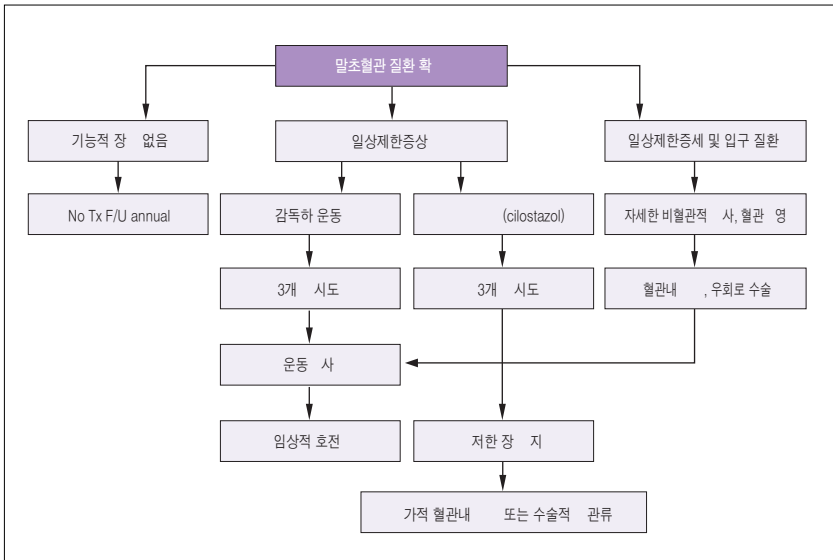 말초혈관 질환 확
기능적 장 없음
일상제한증상
일상제한증세 및 입구 질환
No Tx F/U annual
감독하 운동
(cilostazol)
자세한 비혈관적 사, 혈관 영
3개 시도
3개 시도
혈관내 , 우회로 수술
운동 사
임상적 호전
저한 장 지
가적 혈관내 또는 수술적 관류